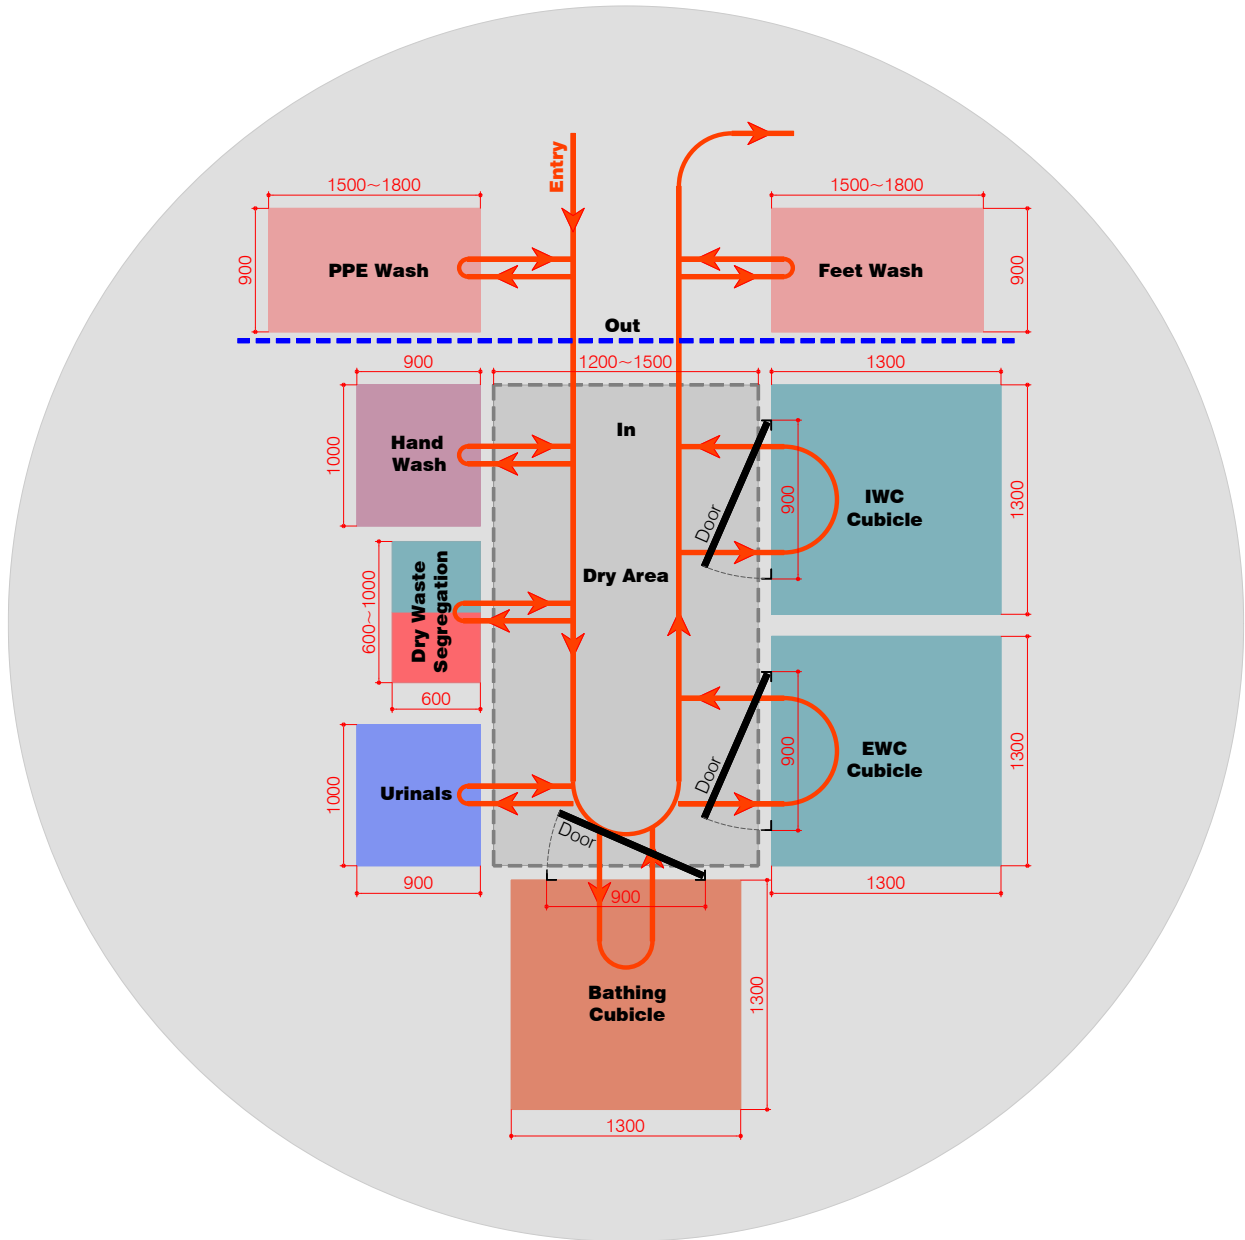 Entry
1500~1800
1500~1800
900
PPE Wash
Feet Wash
900
Out
900
1200~1500
1300
In
1000
Hand
Wash
Door
900
IWC
Cubicle
1300
600~1000
Dry Waste
Segregation
Dry Area
600
1000
Urinals
Door
900
EWC
Cubicle
1300
Door
900
900
1300
Bathing
Cubicle
1300
1300